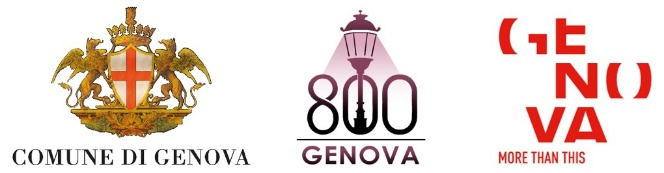 COMUNE DI GENOVA
800
GENOVA
GE
NO
VA
MORE THAN THIS